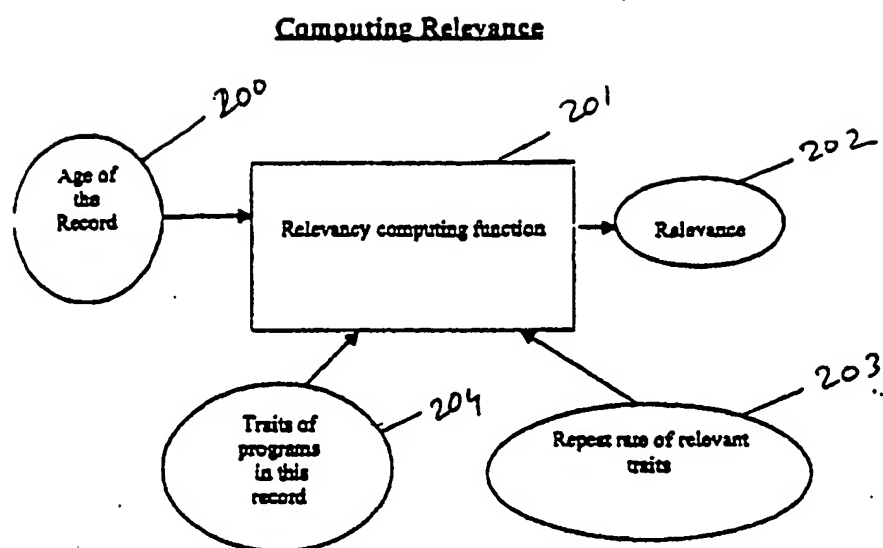 Computing Relevance
200
201
202
Age of
the
Record
Relevancy computing function
Relevance
204
203
Traits of
programs
in this
record
Repeat rate of relevant
traits